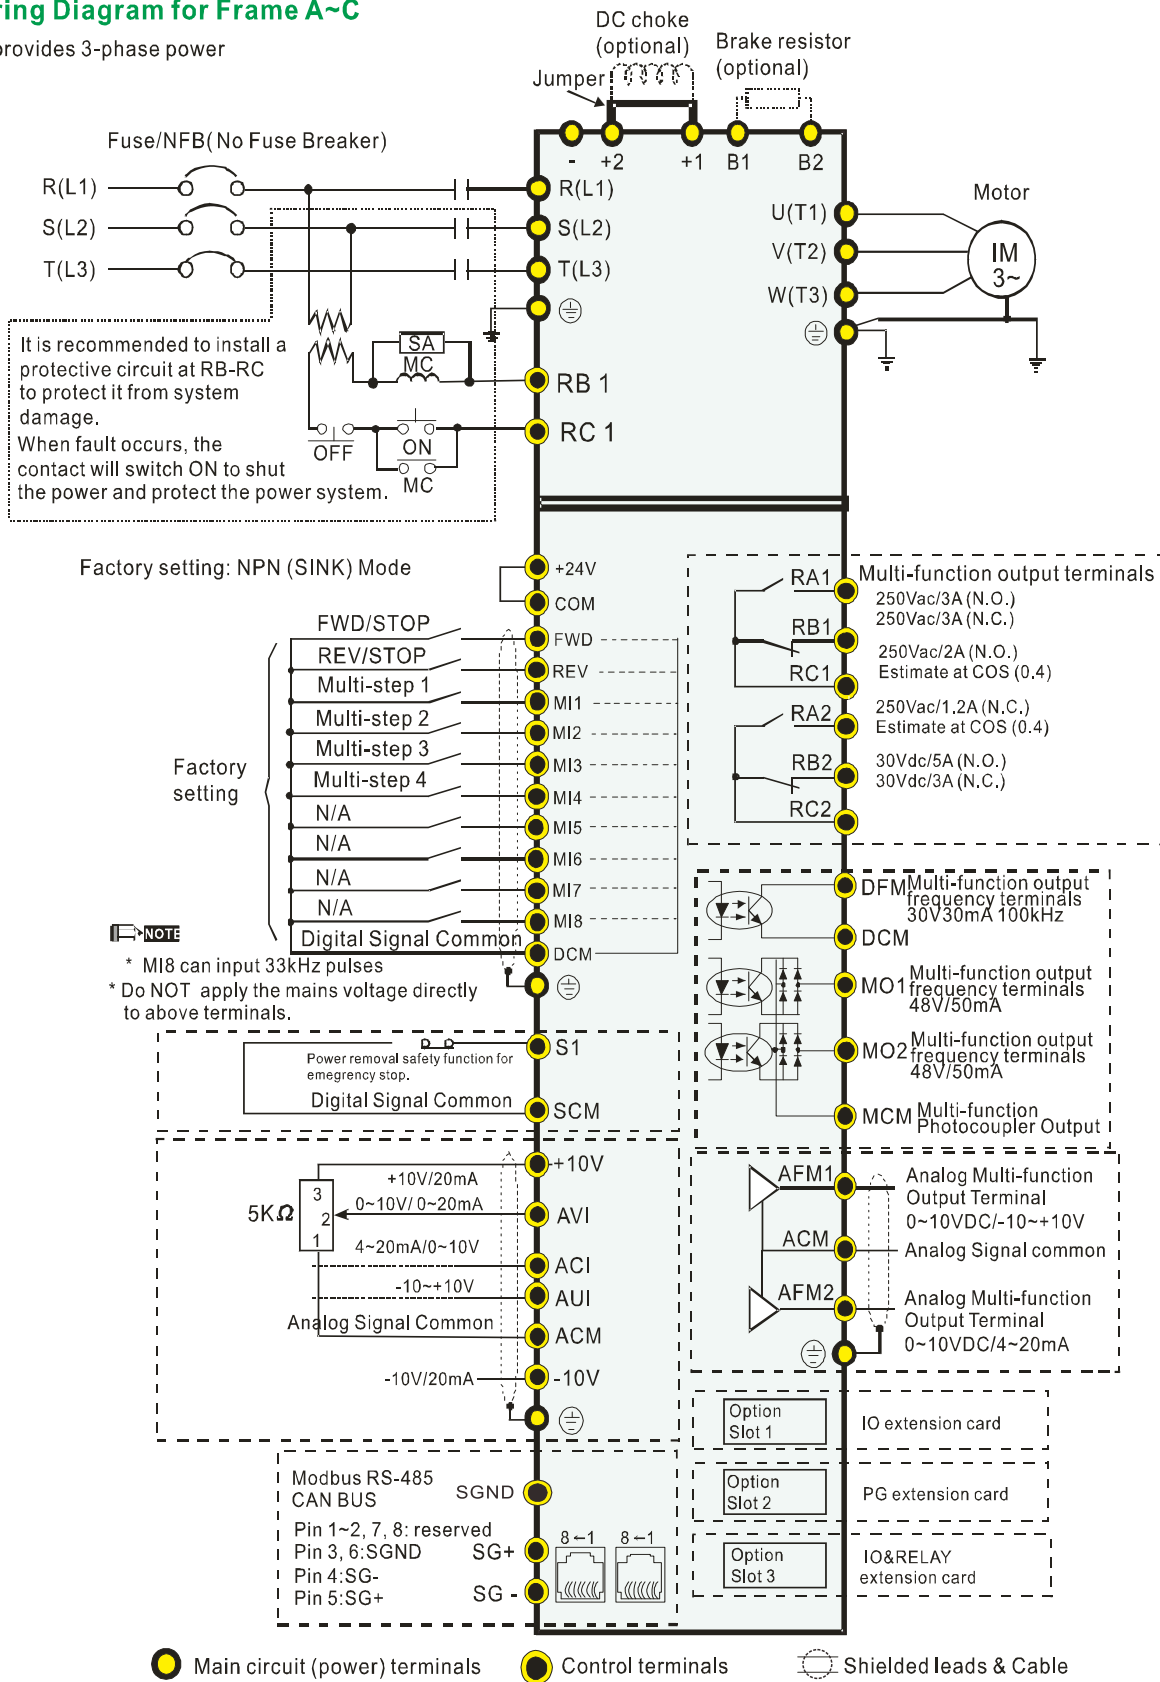 ring Diagram for Frame A~C
provides 3-phase power
DC choke
(optional)
Brake resistor
(optional)
Jumper
Fuse/NFB(No Fuse Breaker)
- +2 +1 B1 B2
R(L1) R(L1)
S(L2) S(L2)
T(L3) T(L3)
Motor
U(T1)
V(T2)
W(T3)
IM
3~
It is recommended to install a
protective circuit at RB-RC
to protect it from system
damage.
When fault occurs, the
contact will switch ON to shut
the power and protect the power system.
SA
MC
RB 1
RC 1
OFF
ON
MC
Factory setting: NPN (SINK) Mode
+24V
COM
FWD/STOP FWD
REV/STOP REV
Multi-step 1 MI1
Multi-step 2 MI2
Multi-step 3 MI3
Multi-step 4 MI4
N/A MI5
N/A MI6
N/A MI7
N/A MI8
Digital Signal Common DCM
Factory
setting
NOTE
* MI8 can input 33kHz pulses
* Do NOT apply the mains voltage directly
to above terminals.
RA1
RB1
RC1
RA2
RB2
RC2
Multi-function output terminals
250Vac/3A (N.O.)
250Vac/3A (N.C.)
250Vac/2A (N.O.)
Estimate at COS (0.4)
250Vac/1.2A (N.C.)
Estimate at COS (0.4)
30Vdc/5A (N.O.)
30Vdc/3A (N.C.)
DFM Multi-function output
frequency terminals
30V30mA 100kHz
DCM
MO1 Multi-function output
frequency terminals
48V/50mA
MO2 Multi-function output
frequency terminals
48V/50mA
MCM Multi-function
Photocoupler Output
S1
Power removal safety function for
emegrency stop.
Digital Signal Common SCM
+10V
+10V/20mA
5KΩ
3
2
1
0~10V/ 0~20mA AVI
4~20mA/0~10V ACI
-10~+10V AUI
Analog Signal Common ACM
-10V/20mA -10V
AFM1 Analog Multi-function
Output Terminal
0~10VDC/-10~+10V
ACM Analog Signal common
AFM2 Analog Multi-function
Output Terminal
0~10VDC/4~20mA
Option
Slot 1
IO extension card
Option
Slot 2
PG extension card
Option
Slot 3
IO&RELAY
extension card
Modbus RS-485
CAN BUS
SGND
Pin 1~2, 7, 8: reserved
Pin 3, 6:SGND
Pin 4:SG-
Pin 5:SG+
SG+
SG -
8←1 8←1
Main circuit (power) terminals
Control terminals
Shielded leads & Cable